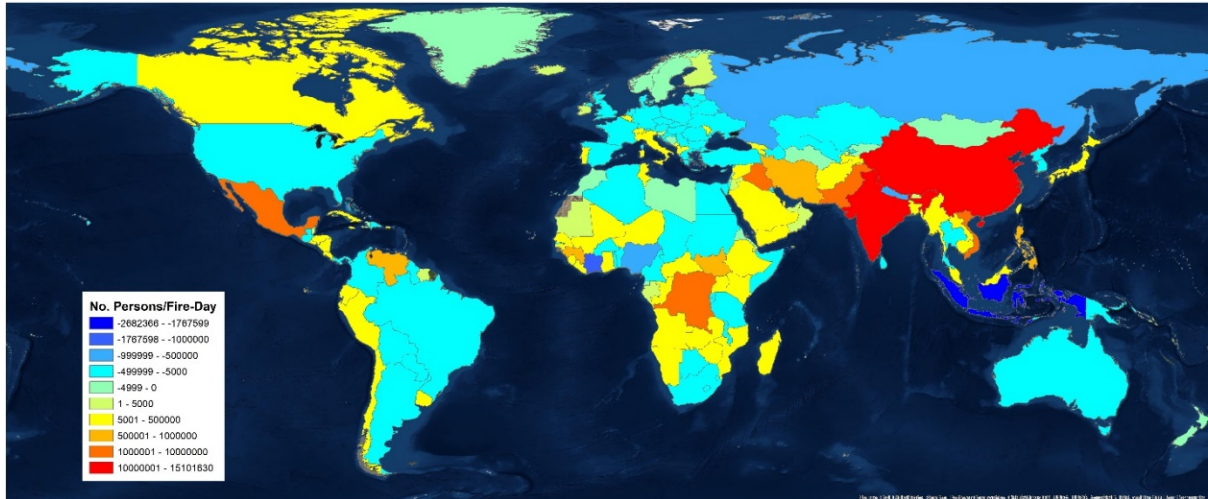 No. Persons/Fire-Day
-2682366 - -1767599
-1767598 - -1000000
-999999 - -500000
-499999 - -5000
-4999 - 0
1 - 5000
5001 - 500000
500001 - 1000000
1000001 - 10000000
10000001 - 15101630